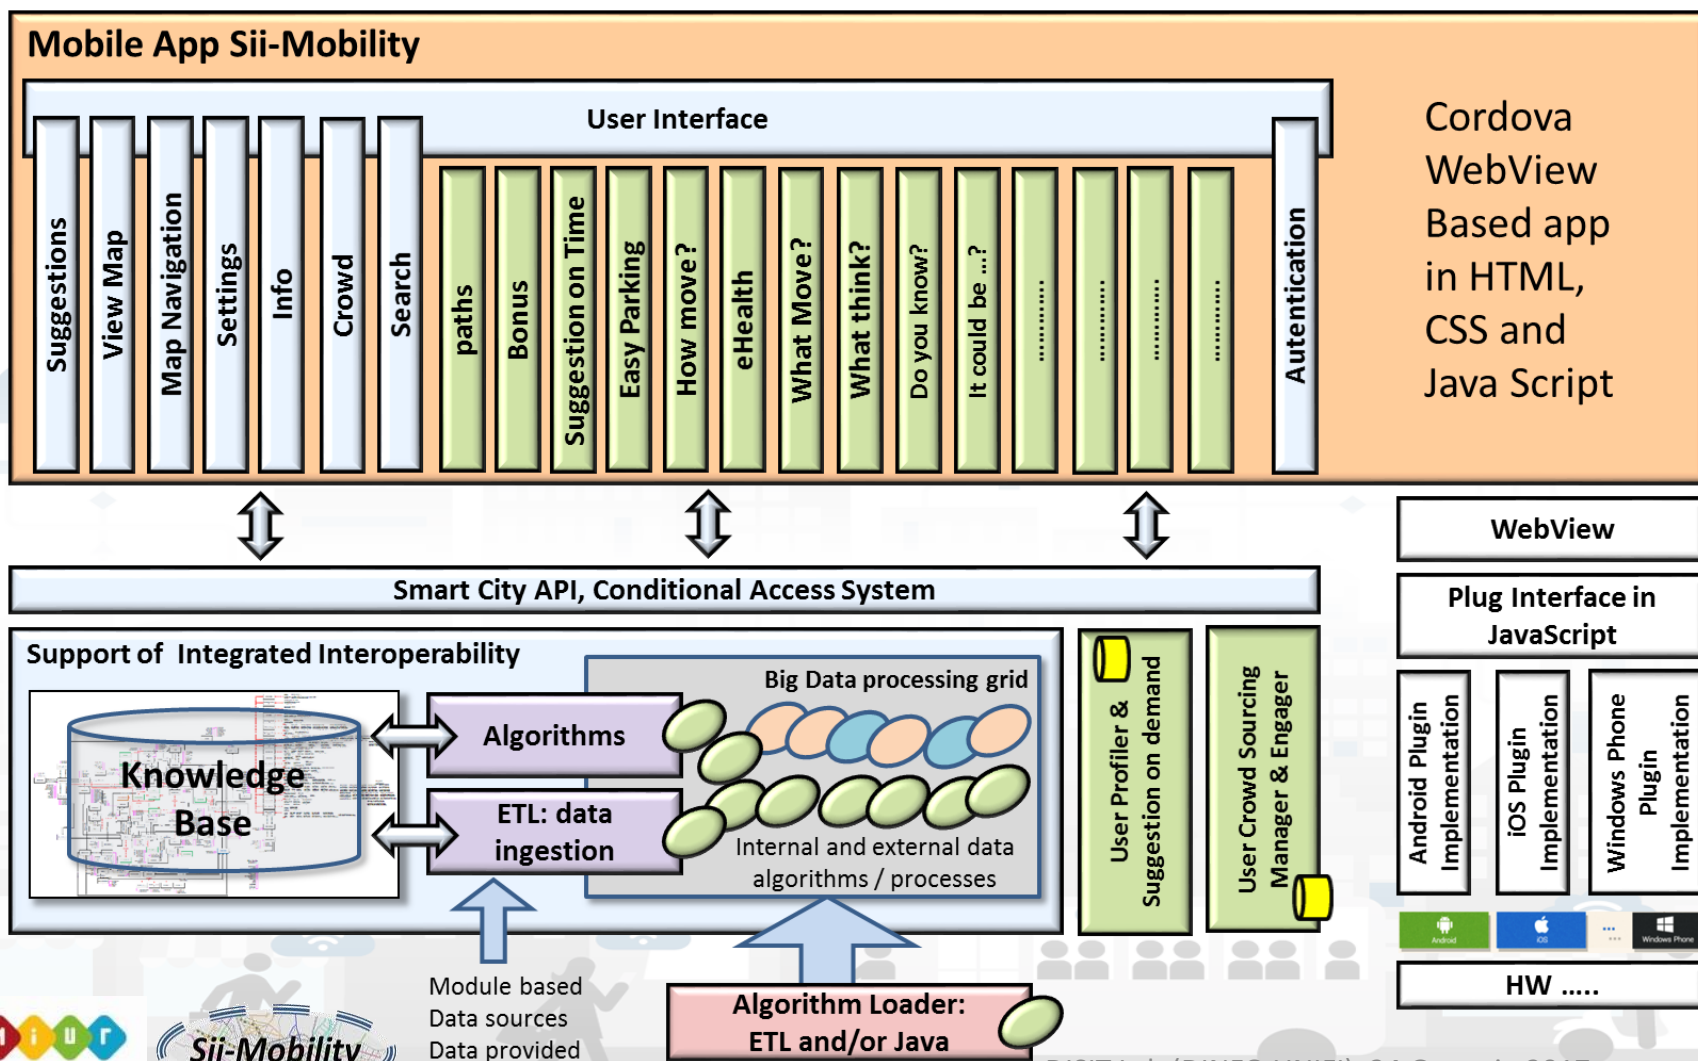 Mobile App Sii-Mobility
User Interface
Suggestions
View Map
Map Navigation
Settings
Info
Crowd
Search
paths
Bonus
Suggestion on Time
Easy Parking
How move?
eHealth
What Move?
What think?
Do you know?
It could be ...?
............
............
............
............
Autentication
Cordova
WebView
Based app
in HTML,
CSS and
Java Script
Smart City API, Conditional Access System
Support of Integrated Interoperability
Knowledge
Base
Algorithms
ETL: data
ingestion
Big Data processing grid
Internal and external data
algorithms / processes
User Profiler &
Suggestion on demand
User Crowd Sourcing
Manager & Engager
WebView
Plug Interface in
JavaScript
Android Plugin
Implementation
iOS Plugin
Implementation
Windows Phone
Plugin
Implementation
Android
iOS
... ...
Windows Phone
HW .....
Module based
Data sources
Data provided
Algorithm Loader:
ETL and/or Java
miur
Sii-Mobility